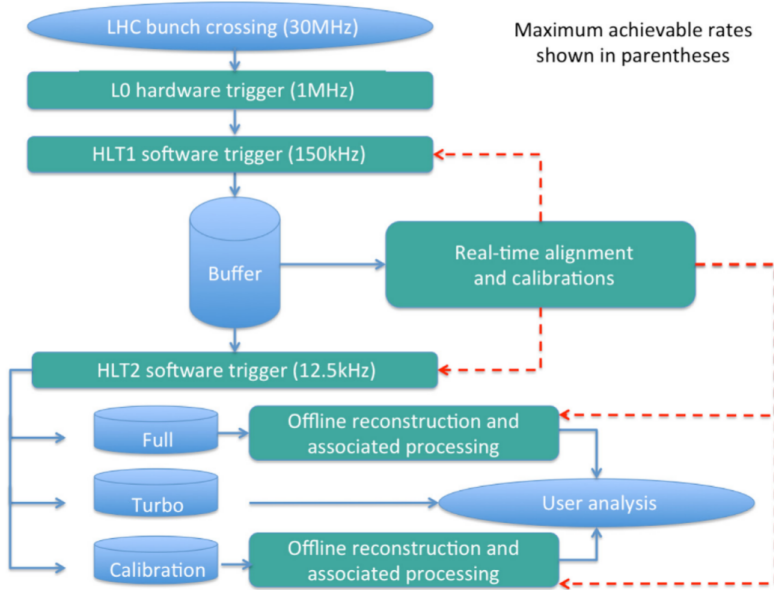 LHC bunch crossing (30MHz)
Maximum achievable rates
shown in parentheses
L0 hardware trigger (1MHz)
HLT1 software trigger (150kHz)
Buffer
Real-time alignment
and calibrations
HLT2 software trigger (12.5kHz)
Full
Offline reconstruction and
associated processing
Turbo
User analysis
Calibration
Offline reconstruction and
associated processing